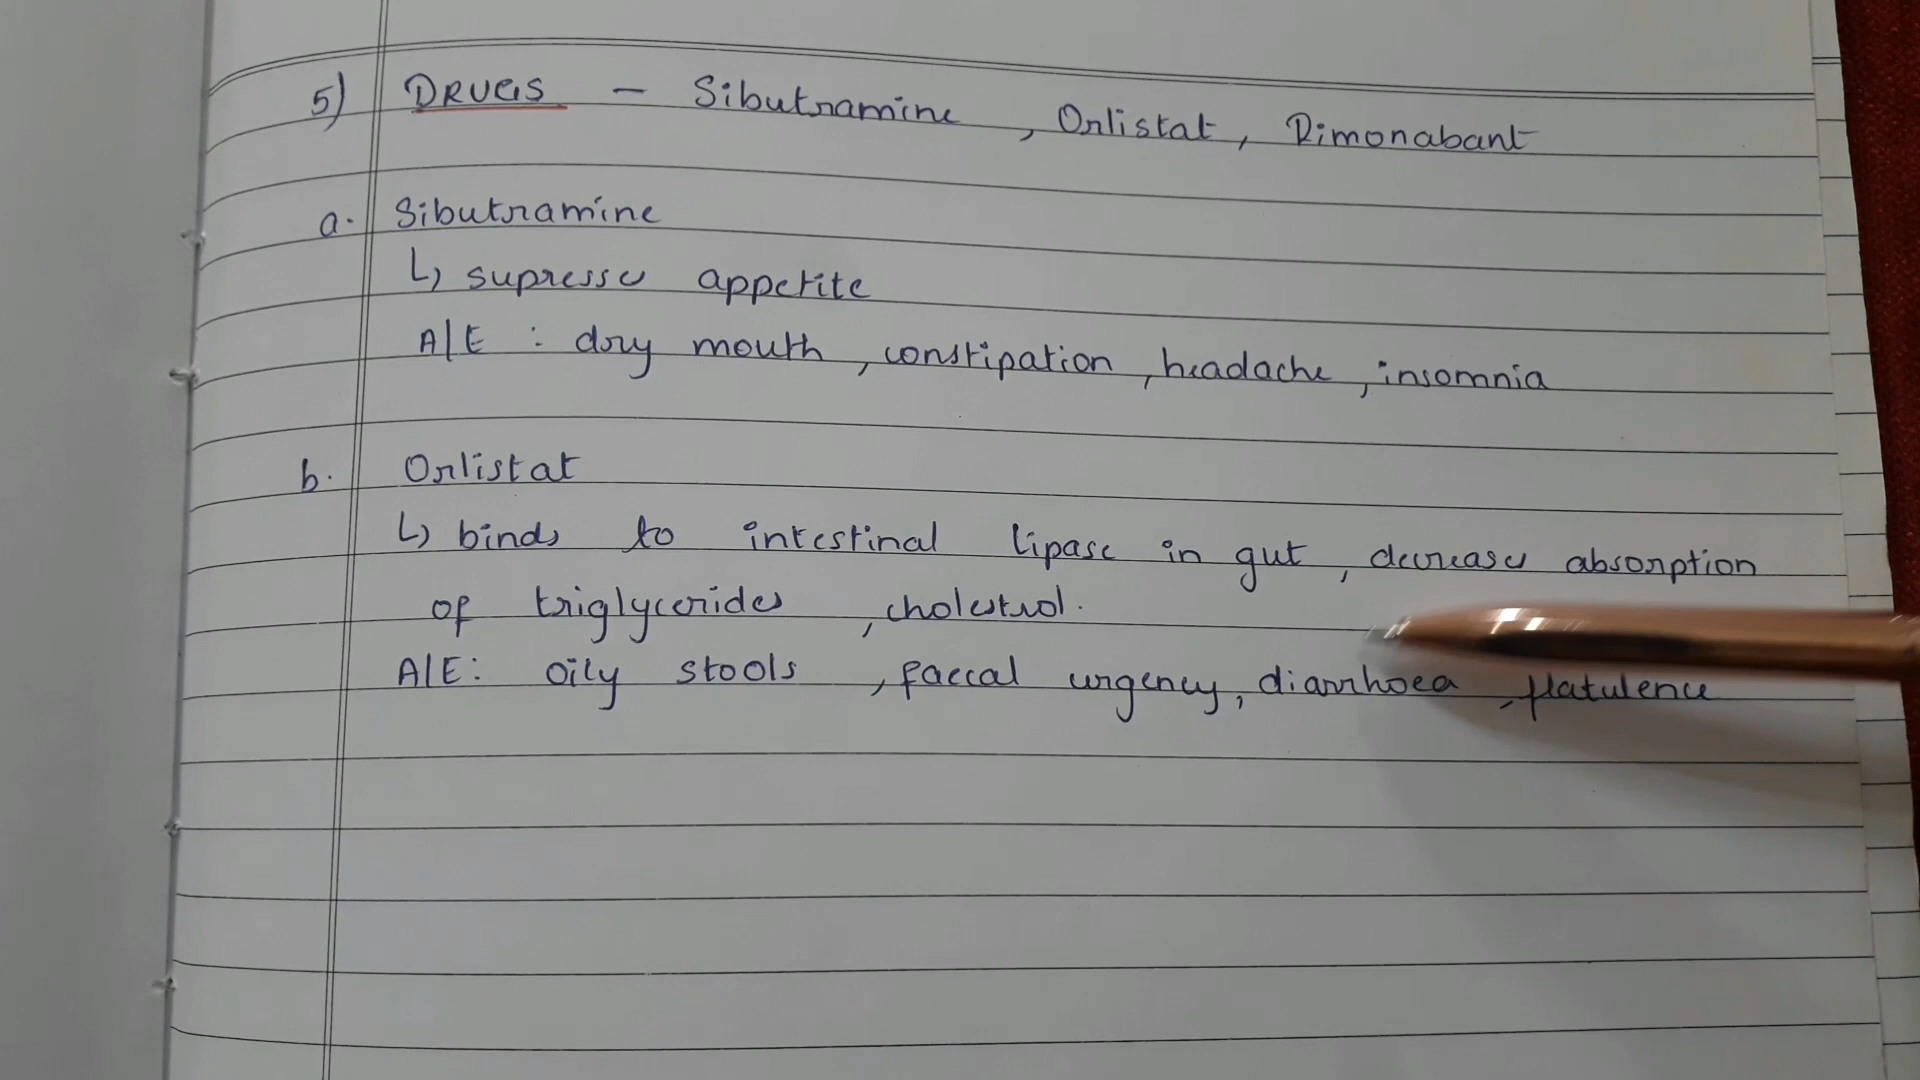 5) DRUGS - Sibutramine, Orlistat, Rimonabant
a. Sibutramine
↳ supresses appetite
A/E : dry mouth, constipation, headache, insomnia
b. Orlistat
↳ binds to intestinal lipase in gut, decreases absorption
of triglycerides, cholestrol.
A/E: oily stools, faecal urgency, diarrhoea, flatulence